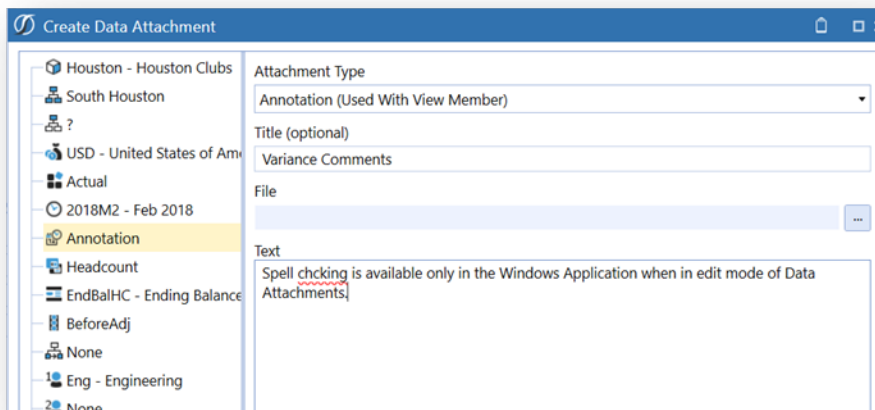 Create Data Attachment
Houston - Houston Clubs
South Houston
?
USD - United States of Ame
Actual
2018M2 - Feb 2018
Annotation
Headcount
EndBalHC - Ending Balance
BeforeAdj
None
Eng - Engineering
None
Attachment Type
Annotation (Used With View Member)
Title (optional)
Variance Comments
File
...
Text
Spell chcking is available only in the Windows Application when in edit mode of Data
Attachments.